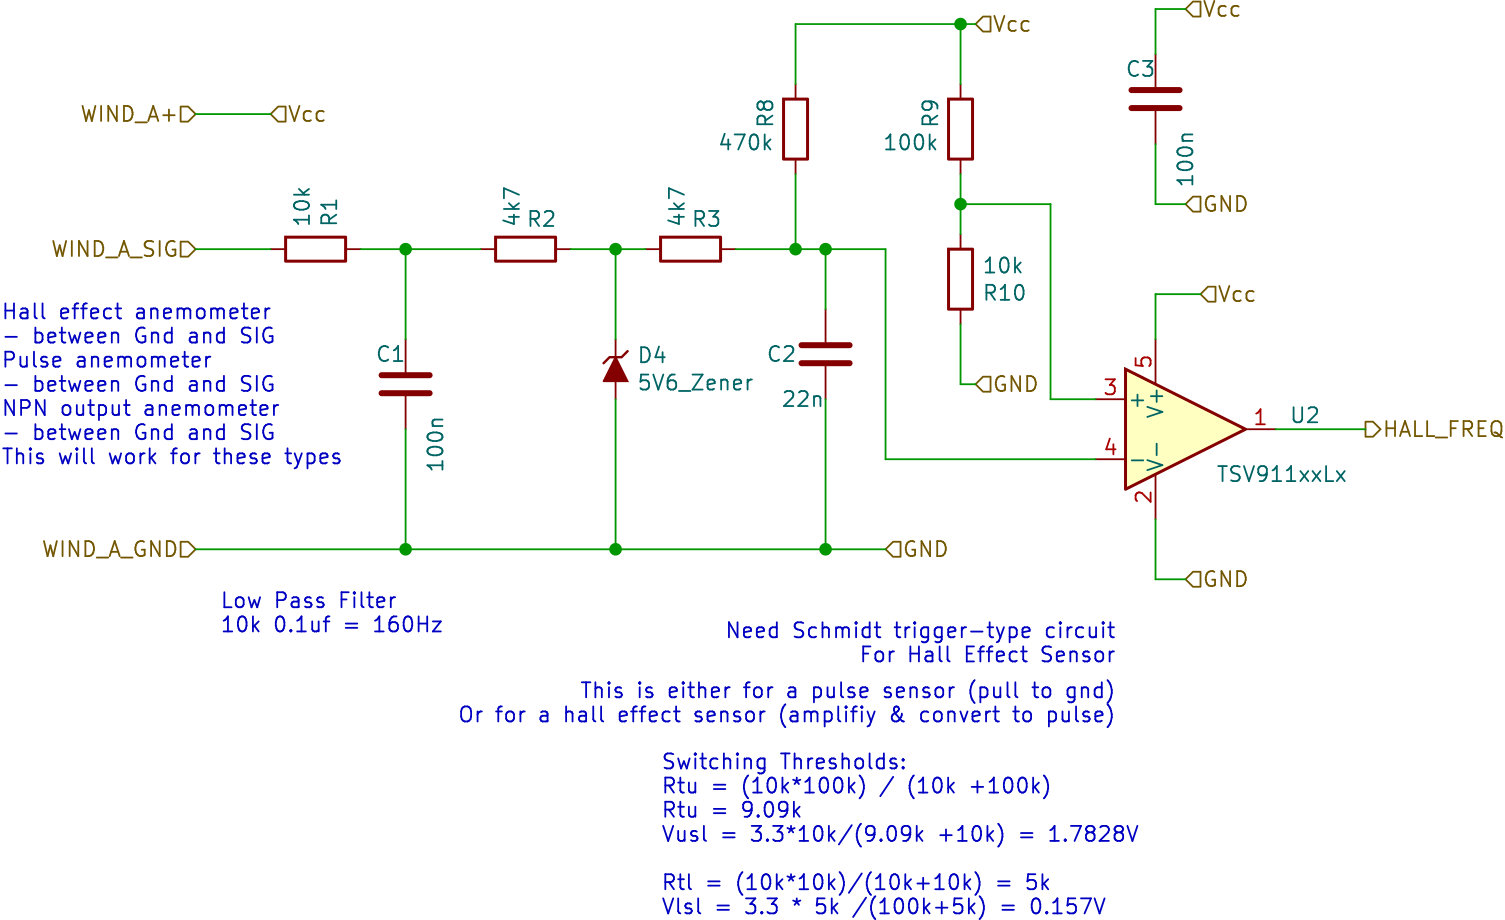 Vcc
C3
100n
GND
Vcc
R8
470k
R9
100k
WIND_A+
Vcc
10k
R1
4k7
R2
4k7
R3
WIND_A_SIG
10k
R10
GND
Hall effect anemometer
- between Gnd and SIG
Pulse anemometer
- between Gnd and SIG
NPN output anemometer
- between Gnd and SIG
This will work for these types
C1
100n
D4
5V6_Zener
C2
22n
Vcc
5
3
+
V+
4
-
V-
2
1
U2
TSV911xxLx
HALL_FREQ
GND
WIND_A_GND
GND
Low Pass Filter
10k 0.1uf = 160Hz
Need Schmidt trigger-type circuit
For Hall Effect Sensor
This is either for a pulse sensor (pull to gnd)
Or for a hall effect sensor (amplifiy & convert to pulse)
Switching Thresholds:
Rtu = (10k*100k) / (10k +100k)
Rtu = 9.09k
Vusl = 3.3*10k/(9.09k +10k) = 1.7828V
Rtl = (10k*10k)/(10k+10k) = 5k
Vlsl = 3.3 * 5k /(100k+5k) = 0.157V